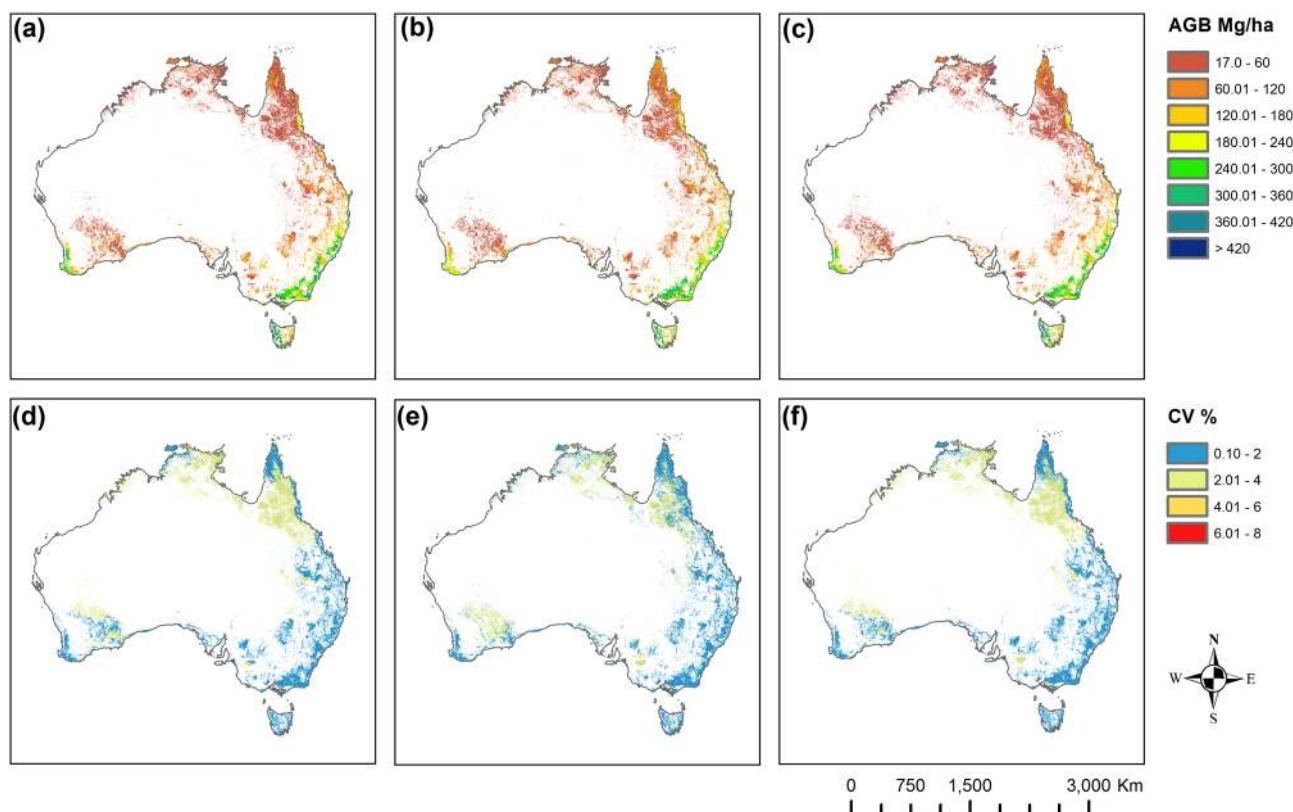 (a)
(b)
(c)
AGB Mg/ha
17.0 - 60
60.01 - 120
120.01 - 180
180.01 - 240
240.01 - 300
300.01 - 360
360.01 - 420
> 420
(d)
(e)
(f)
CV %
0.10 - 2
2.01 - 4
4.01 - 6
6.01 - 8
N
W E
S
0 750 1,500 3,000 Km